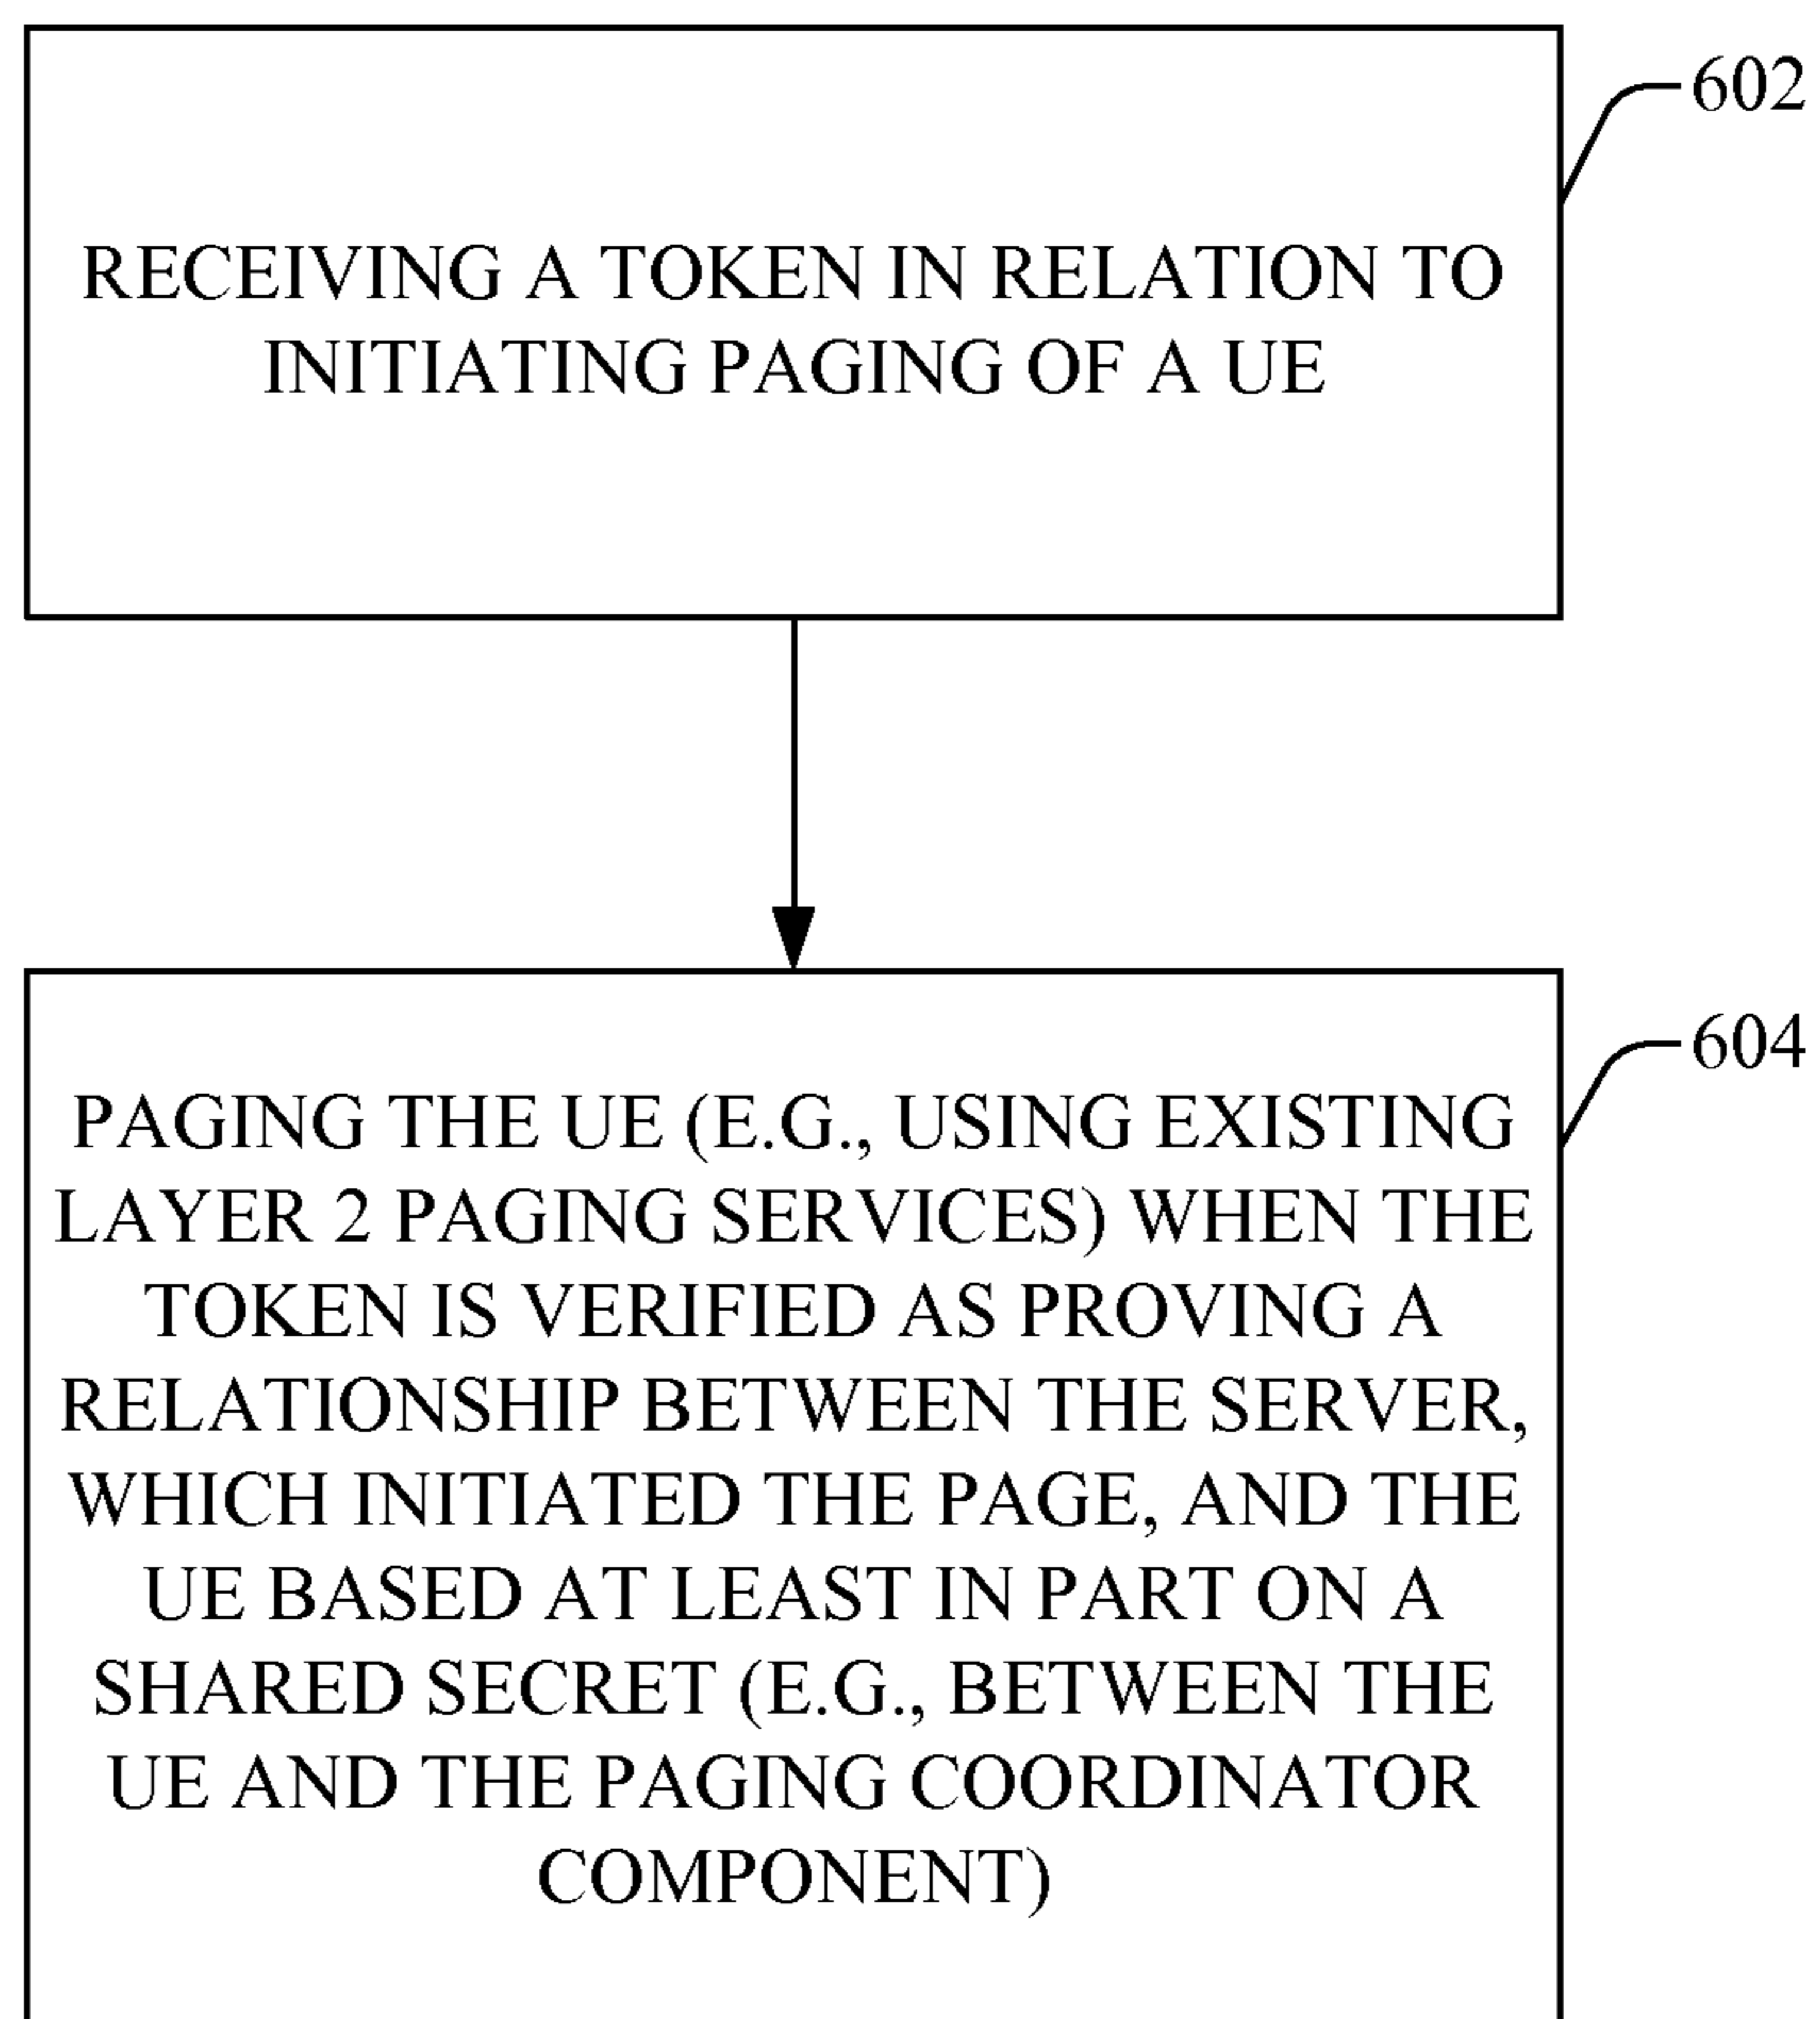 602
RECEIVING A TOKEN IN RELATION TO
INITIATING PAGING OF A UE
604
PAGING THE UE (E.G., USING EXISTING
LAYER 2 PAGING SERVICES) WHEN THE
TOKEN IS VERIFIED AS PROVING A
RELATIONSHIP BETWEEN THE SERVER,
WHICH INITIATED THE PAGE, AND THE
UE BASED AT LEAST IN PART ON A
SHARED SECRET (E.G., BETWEEN THE
UE AND THE PAGING COORDINATOR
COMPONENT)